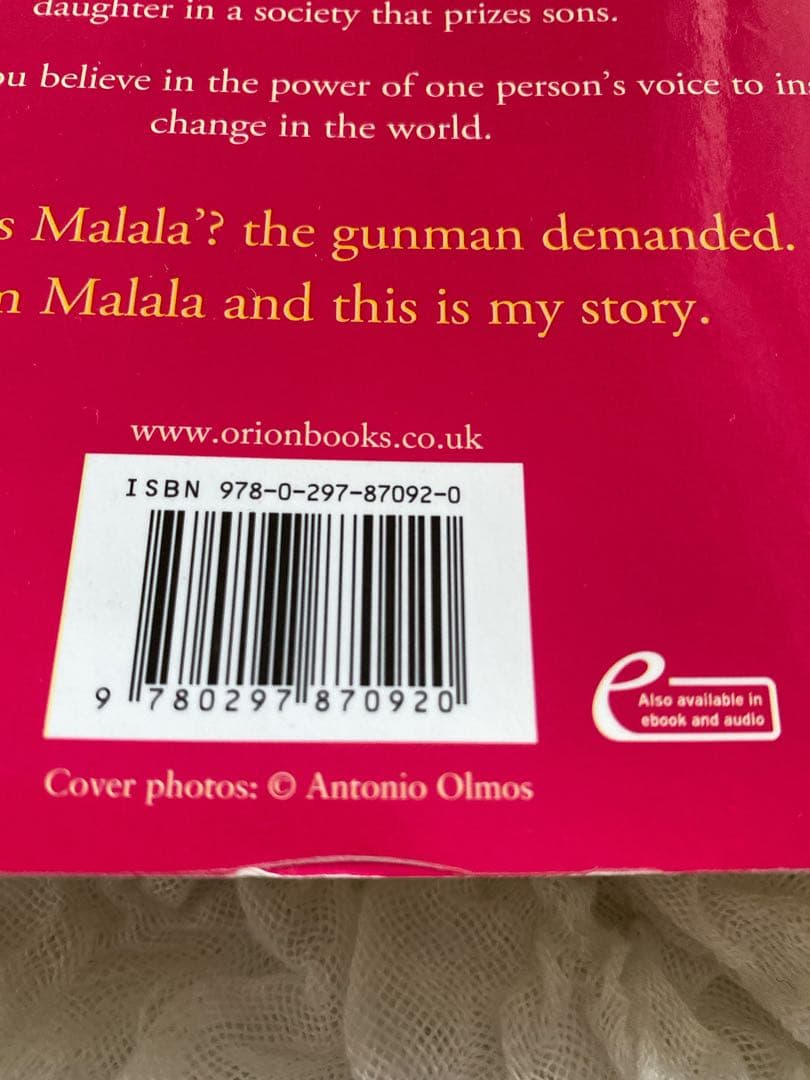 daughter in a society that prizes sons.
believe in the power of one person's voice to
change in the world.
Malala'? the gunman demanded.
Malala and this is my story.
www.orionbooks.co.uk
ISBN 978-0-297-87092-0
9 780297 870920
e
Also available in
ebook and audio
Cover photos: © Antonio Olmos